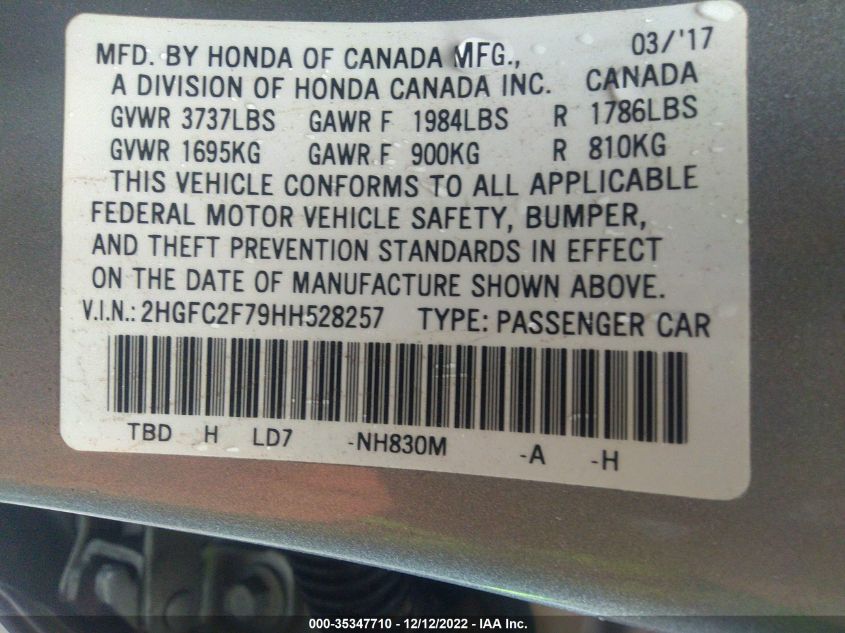 MFD. BY HONDA OF CANADA MFG., 03/'17
A DIVISION OF HONDA CANADA INC. CANADA
GVWR 3737LBS GAWR F 1984LBS R 1786LBS
GVWR 1695KG GAWR F 900KG R 810KG
THIS VEHICLE CONFORMS TO ALL APPLICABLE
FEDERAL MOTOR VEHICLE SAFETY, BUMPER,
AND THEFT PREVENTION STANDARDS IN EFFECT
ON THE DATE OF MANUFACTURE SHOWN ABOVE.
V.I.N.: 2HGFC2F79HH528257 TYPE: PASSENGER CAR
TBD H LD7 -NH830M -A -H
000-35347710 - 12/12/2022 - IAA Inc.